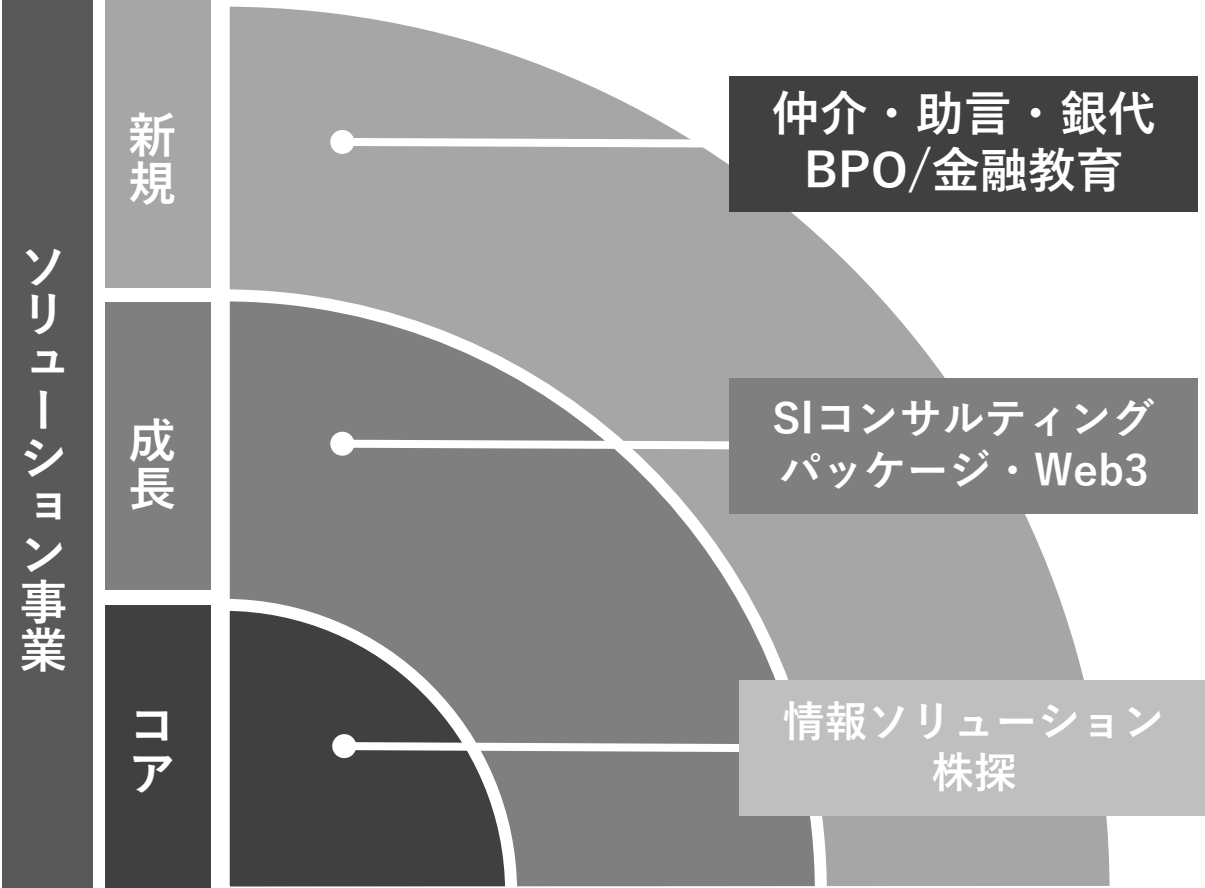 ソリューション事業
新規
仲介・助言・銀代
BPO/金融教育
成長
SIコンサルティング
パッケージ・Web3
コア
情報ソリューション
株探